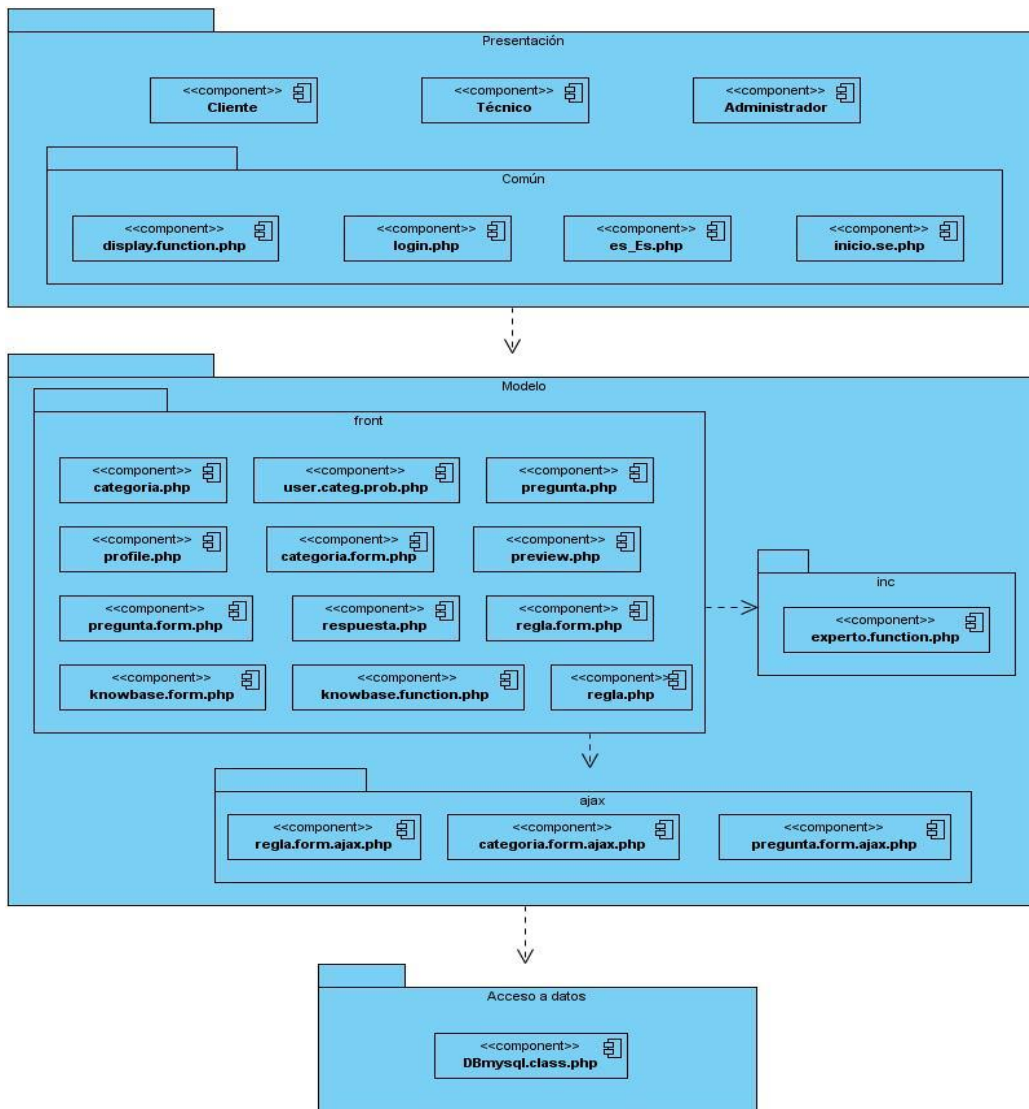 Presentación
<<component>>
Cliente
<<component>>
Técnico
<<component>>
Administrador
Común
<<component>>
display.function.php
<<component>>
login.php
<<component>>
es_Es.php
<<component>>
inicio.se.php
Modelo
front
<<component>>
categoria.php
<<component>>
user.categ.prob.php
<<component>>
pregunta.php
<<component>>
profile.php
<<component>>
categoria.form.php
<<component>>
preview.php
<<component>>
pregunta.form.php
<<component>>
respuesta.php
<<component>>
regla.form.php
<<component>>
knowbase.form.php
<<component>>
knowbase.function.php
<<component>>
regla.php
inc
<<component>>
experto.function.php
ajax
<<component>>
regla.form.ajax.php
<<component>>
categoria.form.ajax.php
<<component>>
pregunta.form.ajax.php
Acceso a datos
<<component>>
DBmysql.class.php